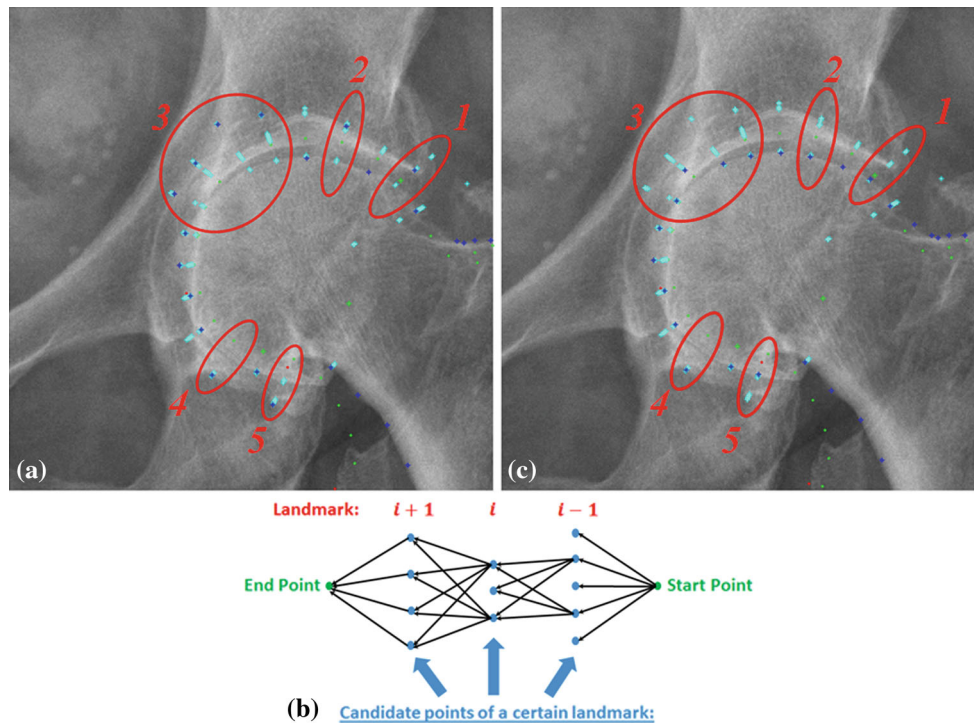 2
1
3
4
5
(a)
2
1
3
4
5
(c)
Landmark: i + 1 i i − 1
End Point
Start Point
(b)
Candidate points of a certain landmark: